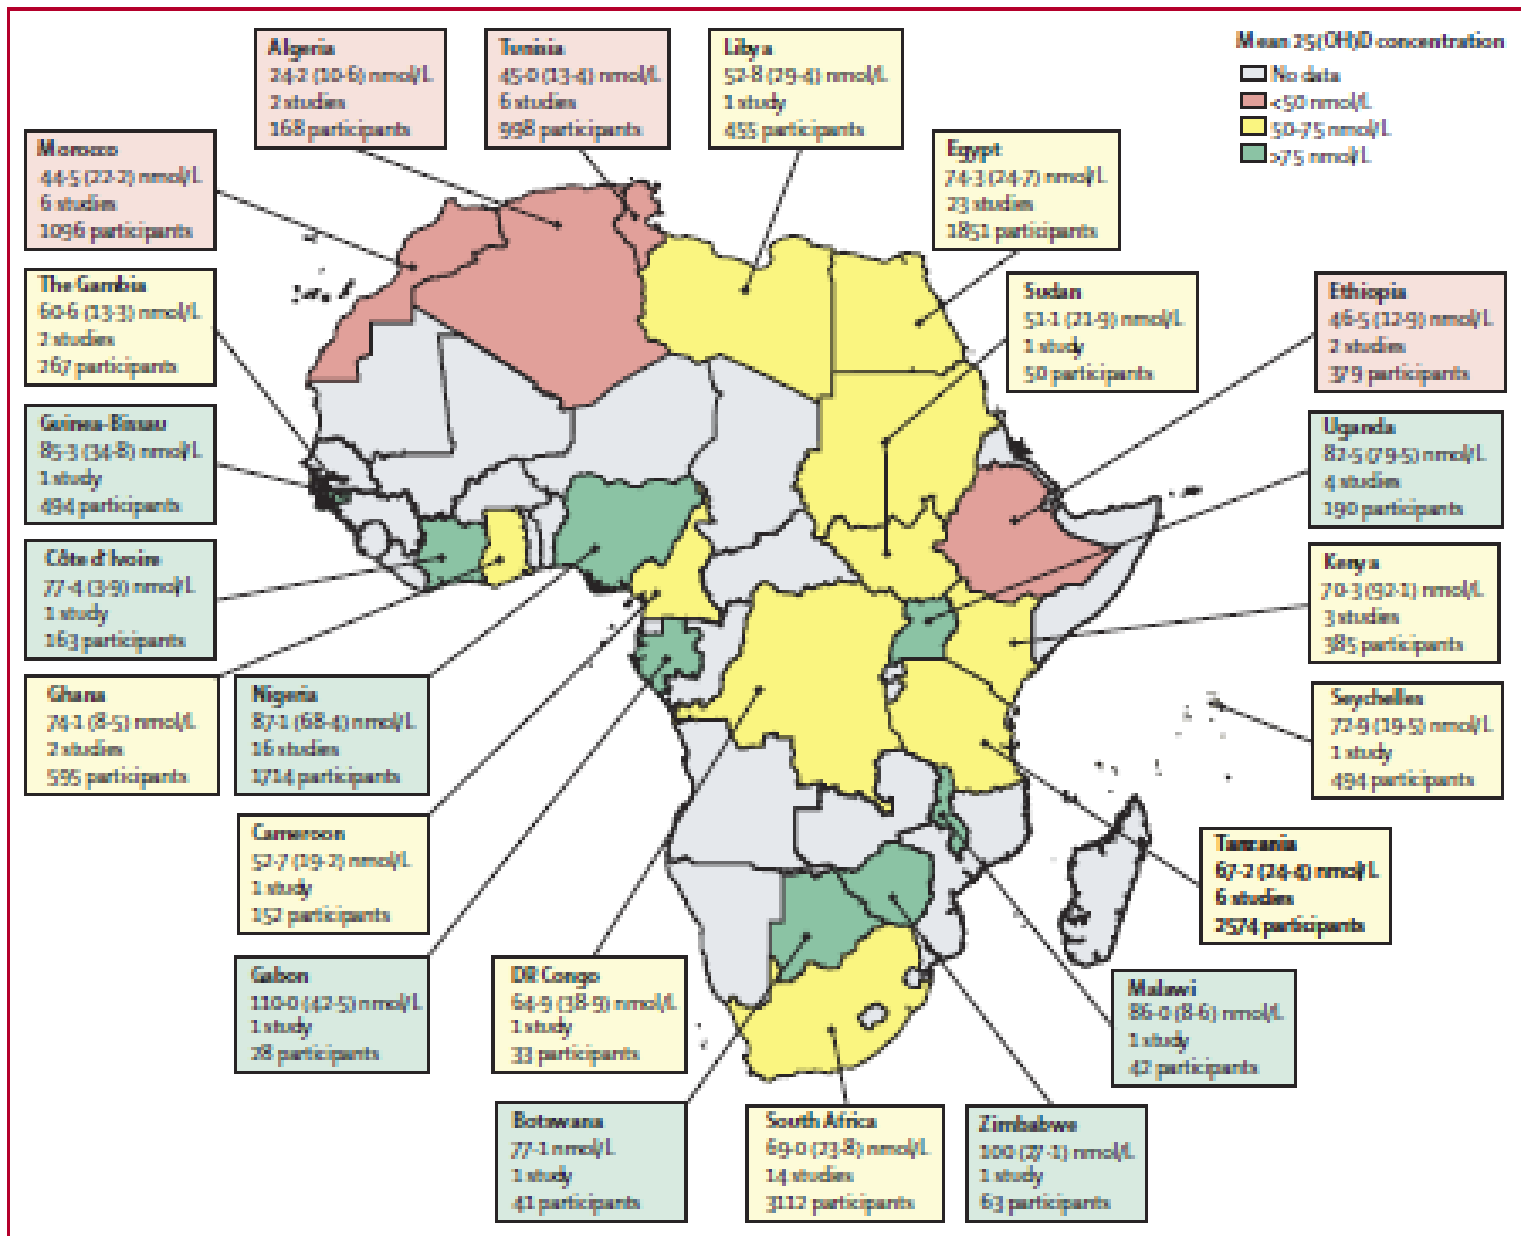 Mean 25(OH)D concentration
No data
<50 nmol/L
50-75 nmol/L
>75 nmol/L
Algeria
24·2 (10·6) nmol/L
2 studies
168 participants
Tunisia
45·0 (13·4) nmol/L
6 studies
998 participants
Libya
52·8 (29·4) nmol/L
1 study
455 participants
Egypt
74·3 (24·7) nmol/L
23 studies
1851 participants
Morocco
44·5 (22·2) nmol/L
6 studies
1096 participants
The Gambia
60·6 (13·3) nmol/L
2 studies
267 participants
Sudan
51·1 (21·9) nmol/L
1 study
50 participants
Ethiopia
46·5 (12·9) nmol/L
2 studies
379 participants
Guinea-Bissau
85·3 (34·8) nmol/L
1 study
494 participants
Uganda
82·5 (29·5) nmol/L
4 studies
190 participants
Côte d'Ivoire
77·4 (3·9) nmol/L
1 study
163 participants
Kenya
70·3 (92·1) nmol/L
3 studies
385 participants
Ghana
74·1 (8·5) nmol/L
2 studies
595 participants
Nigeria
87·1 (68·4) nmol/L
16 studies
1714 participants
Seychelles
72·9 (19·5) nmol/L
1 study
494 participants
Cameroon
52·7 (19·2) nmol/L
1 study
152 participants
Tanzania
67·2 (24·4) nmol/L
6 studies
2574 participants
Gabon
110·0 (42·5) nmol/L
1 study
28 participants
DR Congo
64·9 (38·9) nmol/L
1 study
33 participants
Malawi
86·0 (8·6) nmol/L
1 study
42 participants
Botswana
77·1 nmol/L
1 study
41 participants
South Africa
69·0 (23·8) nmol/L
14 studies
3112 participants
Zimbabwe
100 (27·1) nmol/L
1 study
63 participants